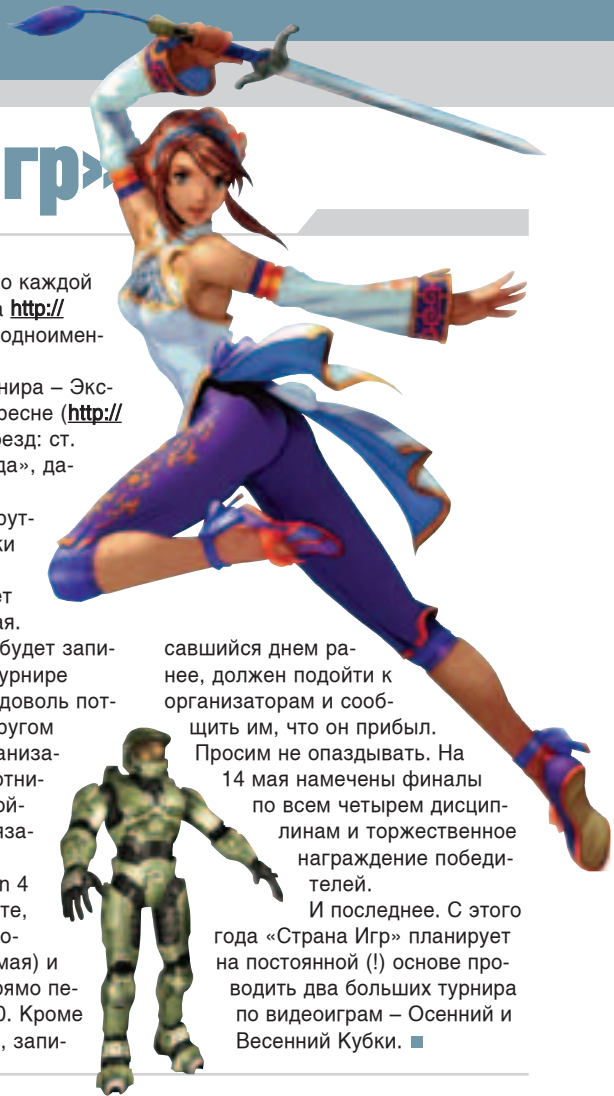 гр»
о каждой
а http://
одноимен-
нира – Экс-
ресне (http://
оезд: ст.
да», да-
рут-
ки
ет
ая.
будет запи-
урнире
доволь пот-
ругом
аниза-
отни-
ой-
яза-
n 4
те,
о-
мая) и
рямо пе-
0. Кроме
, запи-
савшийся днем ра-
нее, должен подойти к
организаторам и сооб-
щить им, что он прибыл.
Просим не опаздывать. На
14 мая намечены финалы
по всем четырем дисцип-
линам и торжественное
награждение победи-
телей.
И последнее. С этого
года «Страна Игр» планирует
на постоянной (!) основе про-
водить два больших турнира
по видеоиграм – Осенний и
Весенний Кубки.